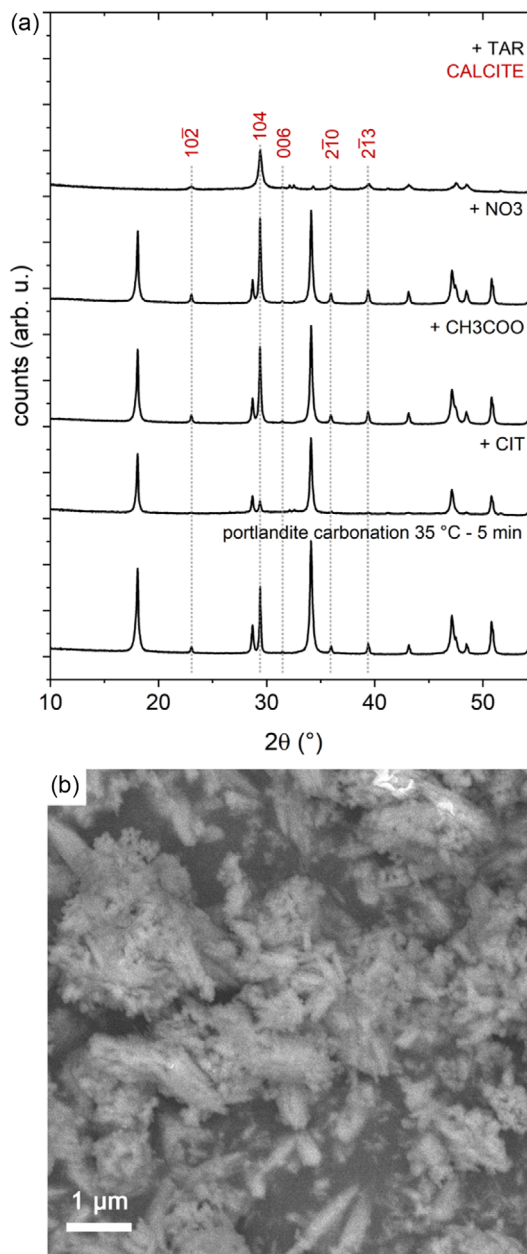 (a)
+ TAR
CALCITE
102̅
104
006
21̅0
21̅3
+ NO3
+ CH3COO
+ CIT
portlandite carbonation 35 °C - 5 min
counts (arb. u.)
10 20 30 40 50
2θ (°)
(b)
1 µm